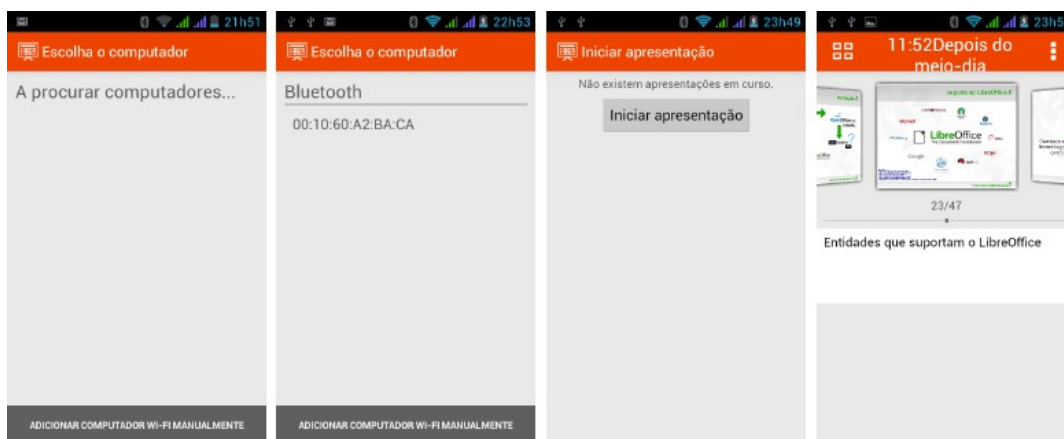 21h51
Escolha o computador
A procurar computadores...
ADICIONAR COMPUTADOR WI-FI MANUALMENTE
22h53
Escolha o computador
Bluetooth
00:10:60:A2:BA:CA
ADICIONAR COMPUTADOR WI-FI MANUALMENTE
23h49
Iniciar apresentação
Não existem apresentações em curso.
Iniciar apresentação
23h5
11:52Depois do
meio-dia
LibreOffice
Google
23/47
Entidades que suportam o LibreOffice